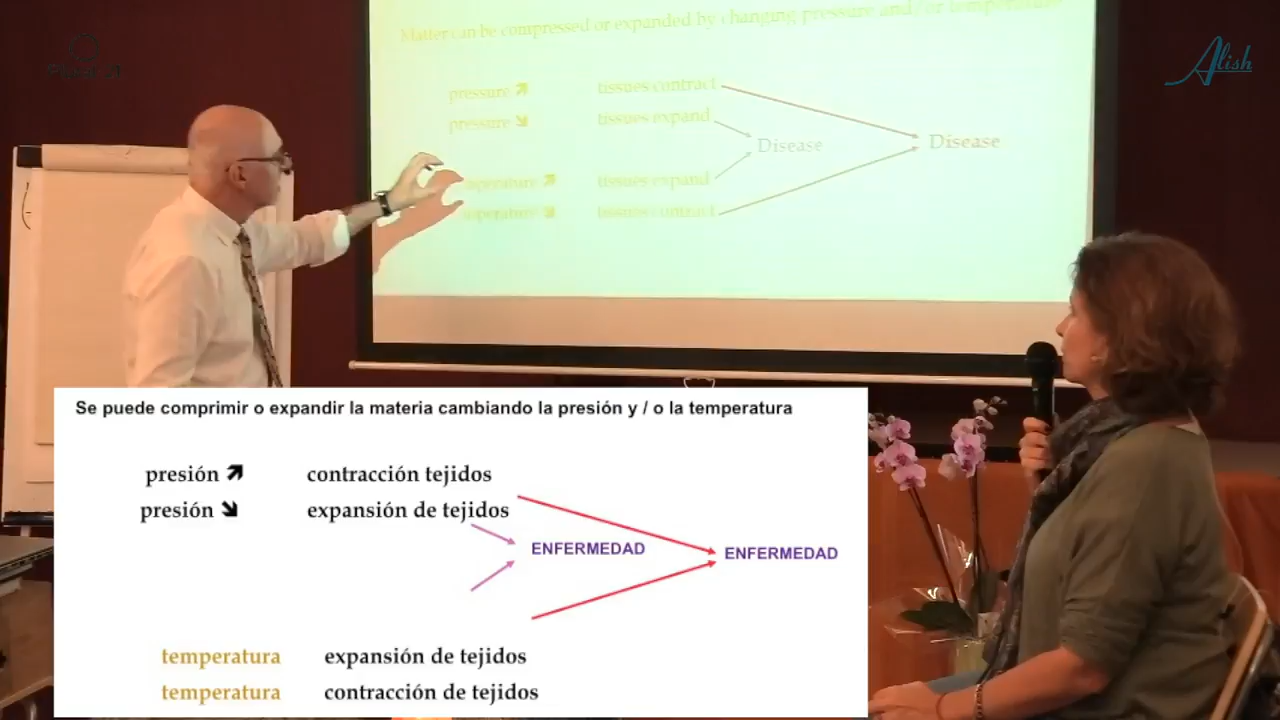 Matter can be compressed or expanded by changing pressure and / or temperature
Alish
pressure ↗ tissues contract
pressure ↘ tissues expand
Disease Disease
temperature ↗ tissues expand
temperature ↘ tissues contract
Se puede comprimir o expandir la materia cambiando la presión y / o la temperatura
presión ↗ contracción tejidos
presión ↘ expansión de tejidos
ENFERMEDAD ENFERMEDAD
temperatura expansión de tejidos
temperatura contracción de tejidos